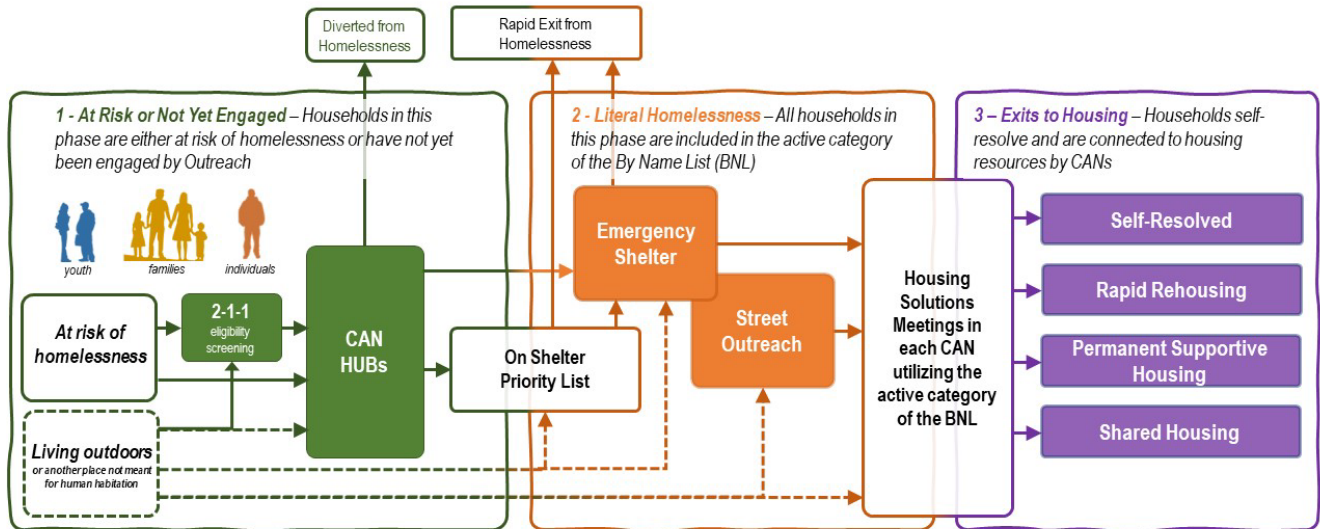 Diverted from
Homelessness
Rapid Exit from
Homelessness
1 - At Risk or Not Yet Engaged – Households in this
phase are either at risk of homelessness or have not yet
been engaged by Outreach
youth
families
individuals
At risk of
homelessness
2-1-1
eligibility
screening
CAN
HUBs
Living outdoors
or another place not meant
for human habitation
On Shelter
Priority List
2 - Literal Homelessness – All households in
this phase are included in the active category
of the By Name List (BNL)
Emergency
Shelter
Street
Outreach
Housing
Solutions
Meetings in
each CAN
utilizing the
active category
of the BNL
3 – Exits to Housing – Households self-
resolve and are connected to housing
resources by CANs
Self-Resolved
Rapid Rehousing
Permanent Supportive
Housing
Shared Housing